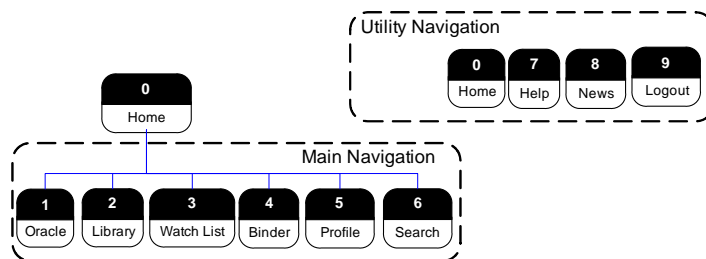 Utility Navigation
0 7 8 9
Home Help News Logout
0
Home
Main Navigation
1 2 3 4 5 6
Oracle Library Watch List Binder Profile Search